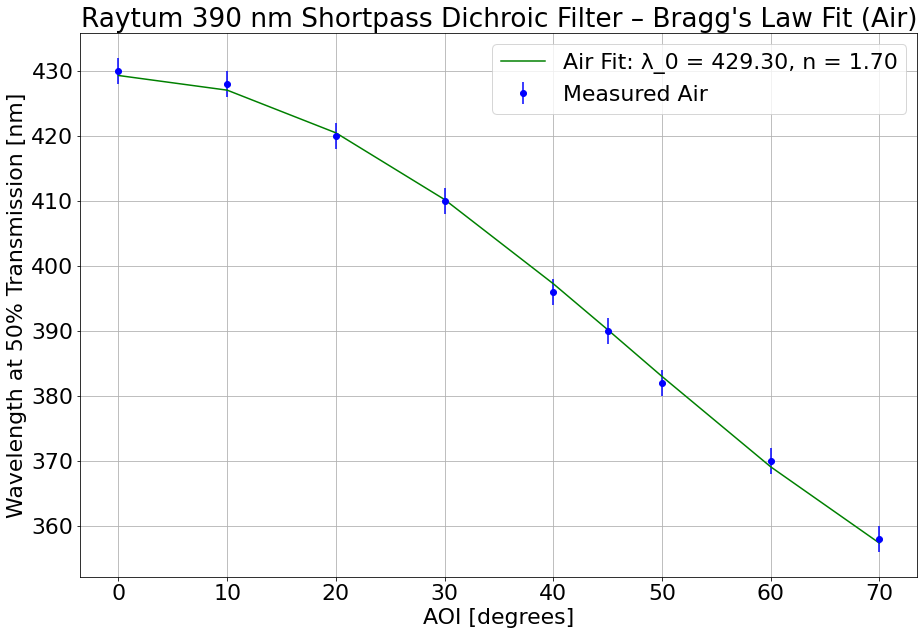 Raytum 390 nm Shortpass Dichroic Filter – Bragg's Law Fit (Air)
Air Fit: λ_0 = 429.30, n = 1.70
Measured Air
Wavelength at 50% Transmission [nm]
430
420
410
400
390
380
370
360
0 10 20 30 40 50 60 70
AOI [degrees]